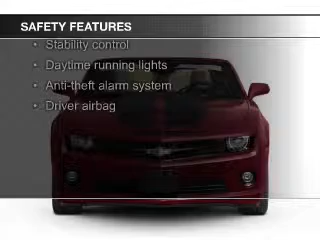 SAFETY FEATURES
• Stability control
• Daytime running lights
• Anti-theft alarm system
• Driver airbag